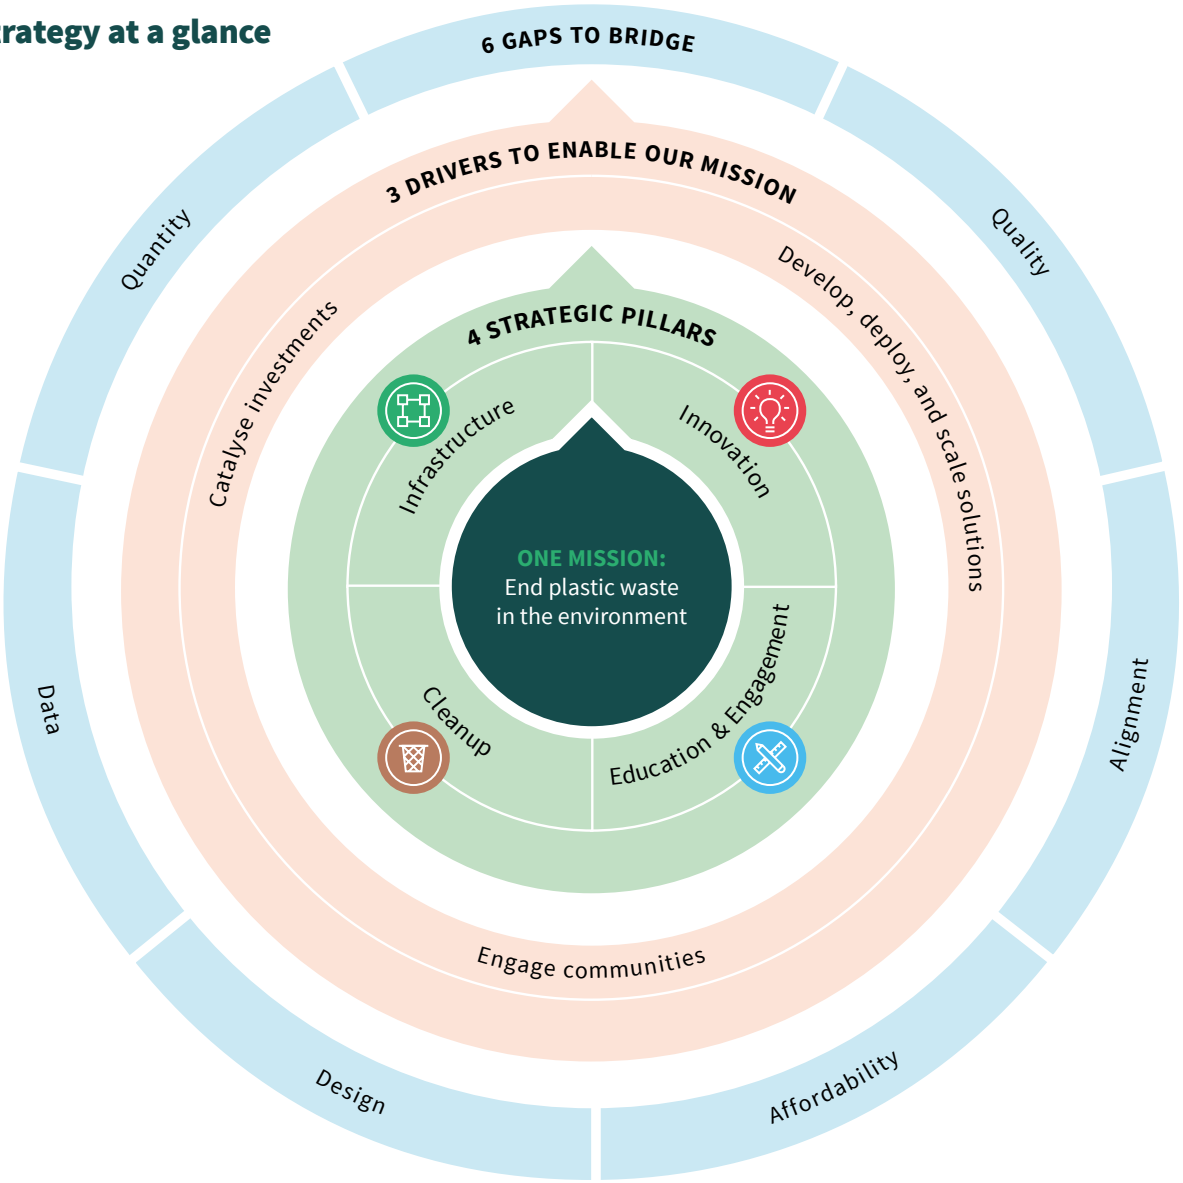 trategy at a glance
6 GAPS TO BRIDGE
Quantity
Quality
Data
Alignment
Design
Affordability
3 DRIVERS TO ENABLE OUR MISSION
Catalyse investments
Develop, deploy, and scale solutions
Engage communities
4 STRATEGIC PILLARS
Infrastructure
Innovation
Cleanup
Education & Engagement
ONE MISSION:
End plastic waste
in the environment